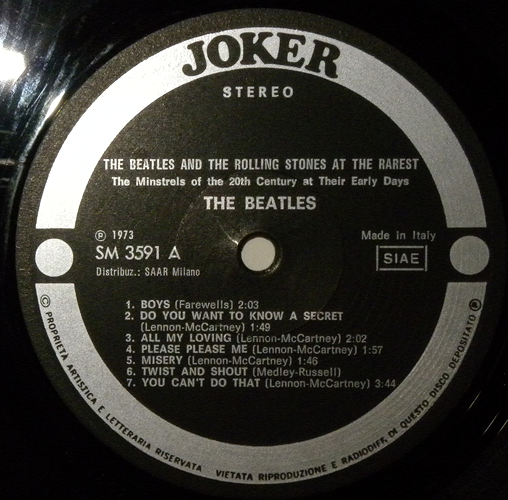 JOKER
STEREO
THE BEATLES AND THE ROLLING STONES AT THE RAREST
The Minstrels of the 20th Century at Their Early Days
THE BEATLES
℗ 1973
SM 3591 A
Distribuz.: SAAR Milano
Made in Italy
SIAE
1. BOYS (Farewells) 2:03
2. DO YOU WANT TO KNOW A SECRET
(Lennon-McCartney) 1:49
3. ALL MY LOVING (Lennon-McCartney) 2:02
4. PLEASE PLEASE ME (Lennon-McCartney) 1:57
5. MISERY (Lennon-McCartney) 1:46
6. TWIST AND SHOUT (Medley-Russell)
7. YOU CAN'T DO THAT (Lennon-McCartney) 3:44
© PROPRIETA ARTISTICA E LETTERARIA RISERVATA VIETATA RIPRODUZIONE E RADIODIFF. DI QUESTO DISCO DEPOSITATO ®